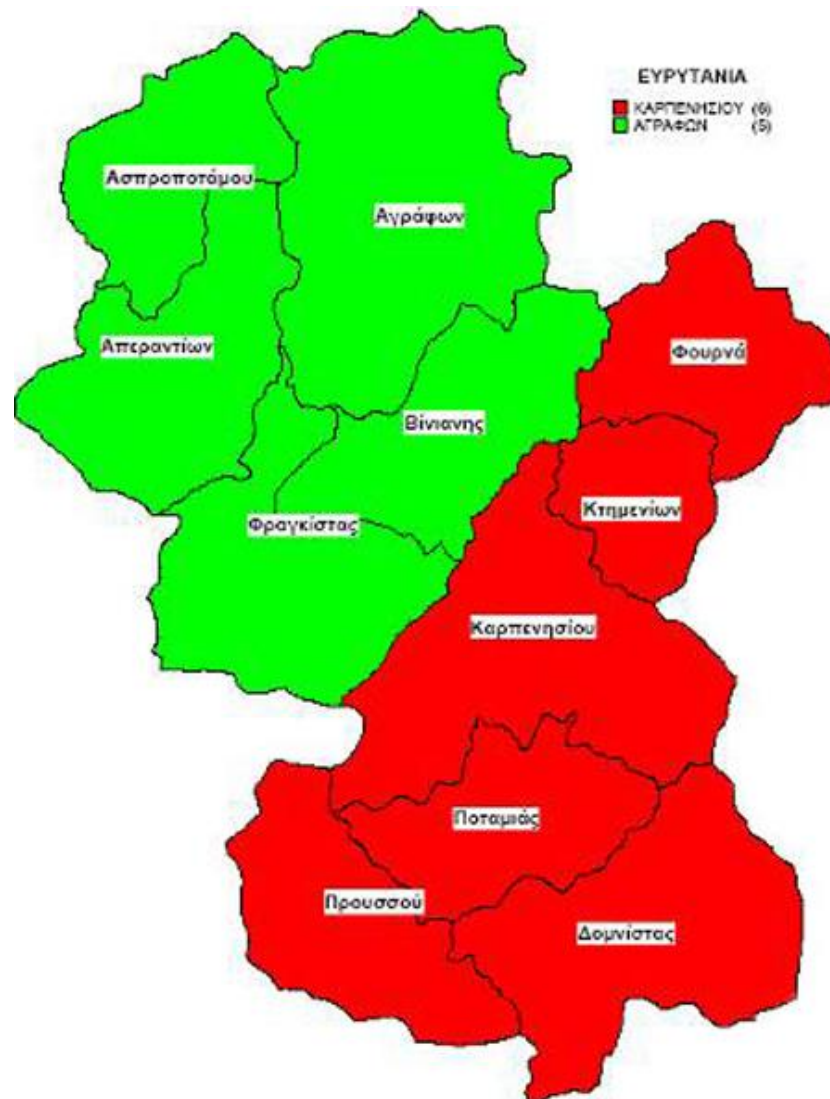 ΕΥΡΥΤΑΝΙΑ
ΚΑΡΠΕΝΗΣΙΟΥ (6)
ΑΓΡΑΦΩΝ (5)
Ασπροποτάμου
Αγράφων
Απεραντίων
Φουρνά
Βίνιανης
Κτημενίων
Φραγκίστας
Καρπενησίου
Ποταμιάς
Προυσσού
Δομνίστας